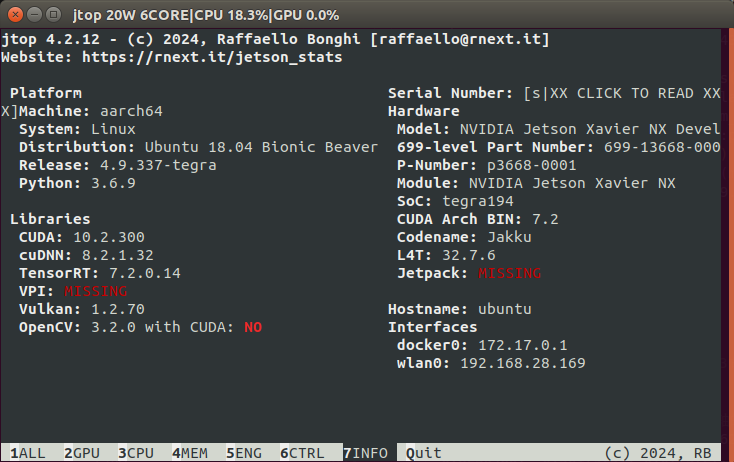 jtop 20W 6CORE|CPU 18.3%|GPU 0.0%
jtop 4.2.12 - (c) 2024, Raffaello Bonghi [raffaello@rnext.it]
Website: https://rnext.it/jetson_stats
Platform Serial Number: [s|XX CLICK TO READ XX
X]Machine: aarch64 Hardware
System: Linux Model: NVIDIA Jetson Xavier NX Devel
Distribution: Ubuntu 18.04 Bionic Beaver 699-level Part Number: 699-13668-000
Release: 4.9.337-tegra P-Number: p3668-0001
Python: 3.6.9 Module: NVIDIA Jetson Xavier NX
SoC: tegra194
Libraries CUDA Arch BIN: 7.2
CUDA: 10.2.300 Codename: Jakku
cuDNN: 8.2.1.32 L4T: 32.7.6
TensorRT: 7.2.0.14 Jetpack: MISSING
VPI: MISSING
Vulkan: 1.2.70 Hostname: ubuntu
OpenCV: 3.2.0 with CUDA: NO Interfaces
docker0: 172.17.0.1
wlan0: 192.168.28.169
1ALL 2GPU 3CPU 4MEM 5ENG 6CTRL 7INFO Quit (c) 2024, RB